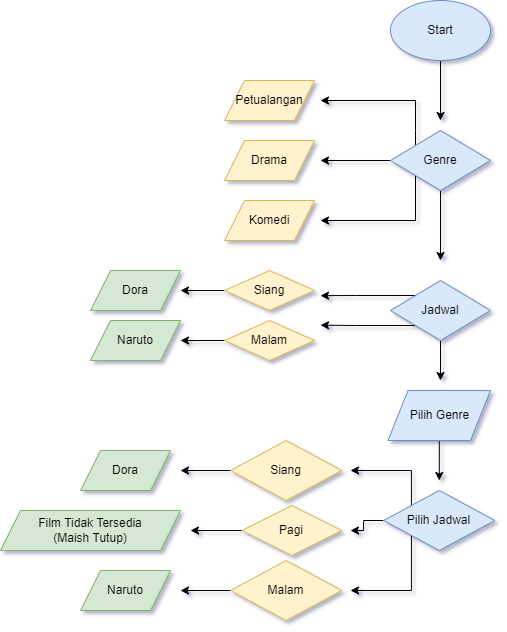 Start
Petualangan
Drama
Genre
Komedi
Dora
Siang
Jadwal
Naruto
Malam
Pilih Genre
Dora
Siang
Film Tidak Tersedia
(Maish Tutup)
Pagi
Pilih Jadwal
Naruto
Malam